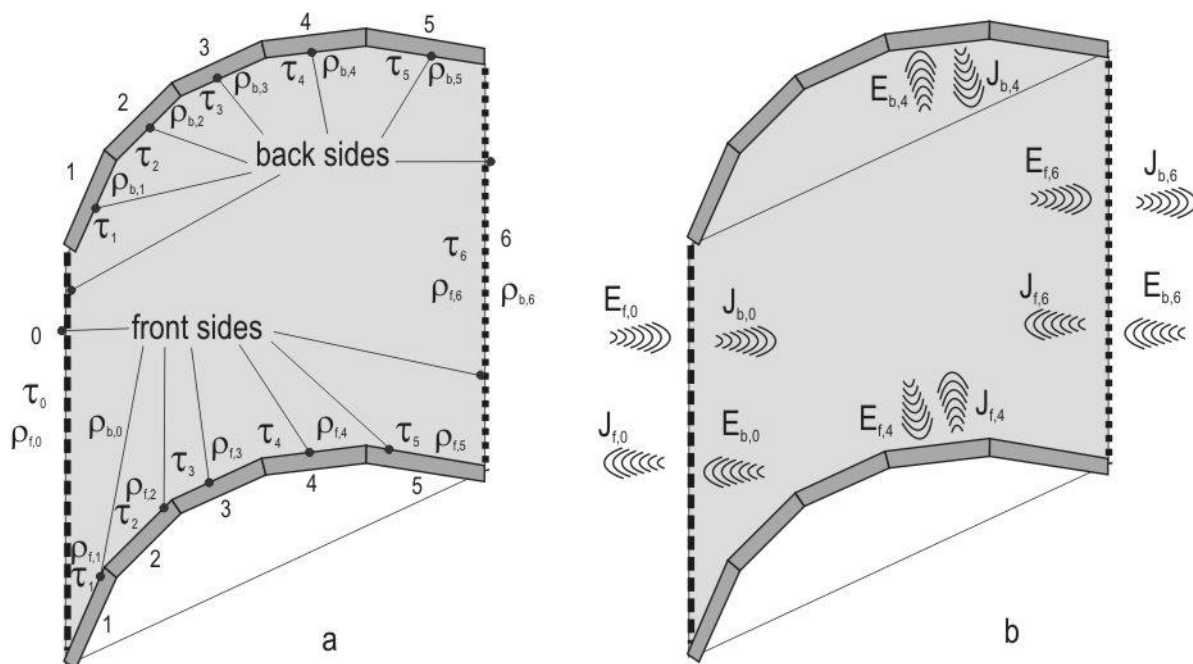 4
5
3
τ4 ρb,4 τ5 ρb,5
τ3 ρb,3
2
ρb,2
τ2
back sides
1
ρb,1
τ1
6
τ6
ρf,6 ρb,6
front sides
0
τ0
ρf,0
ρb,0
τ4 ρf,4 τ5 ρf,5
τ3 ρf,3
4 5
ρf,2
τ2
3
2
ρf,1
τ1
1
a
Eb,4 Jb,4
Ef,6 Jb,6
Ef,0 Jb,0 Jf,6 Eb,6
Jf,0 Eb,0 Ef,4 Jf,4
b